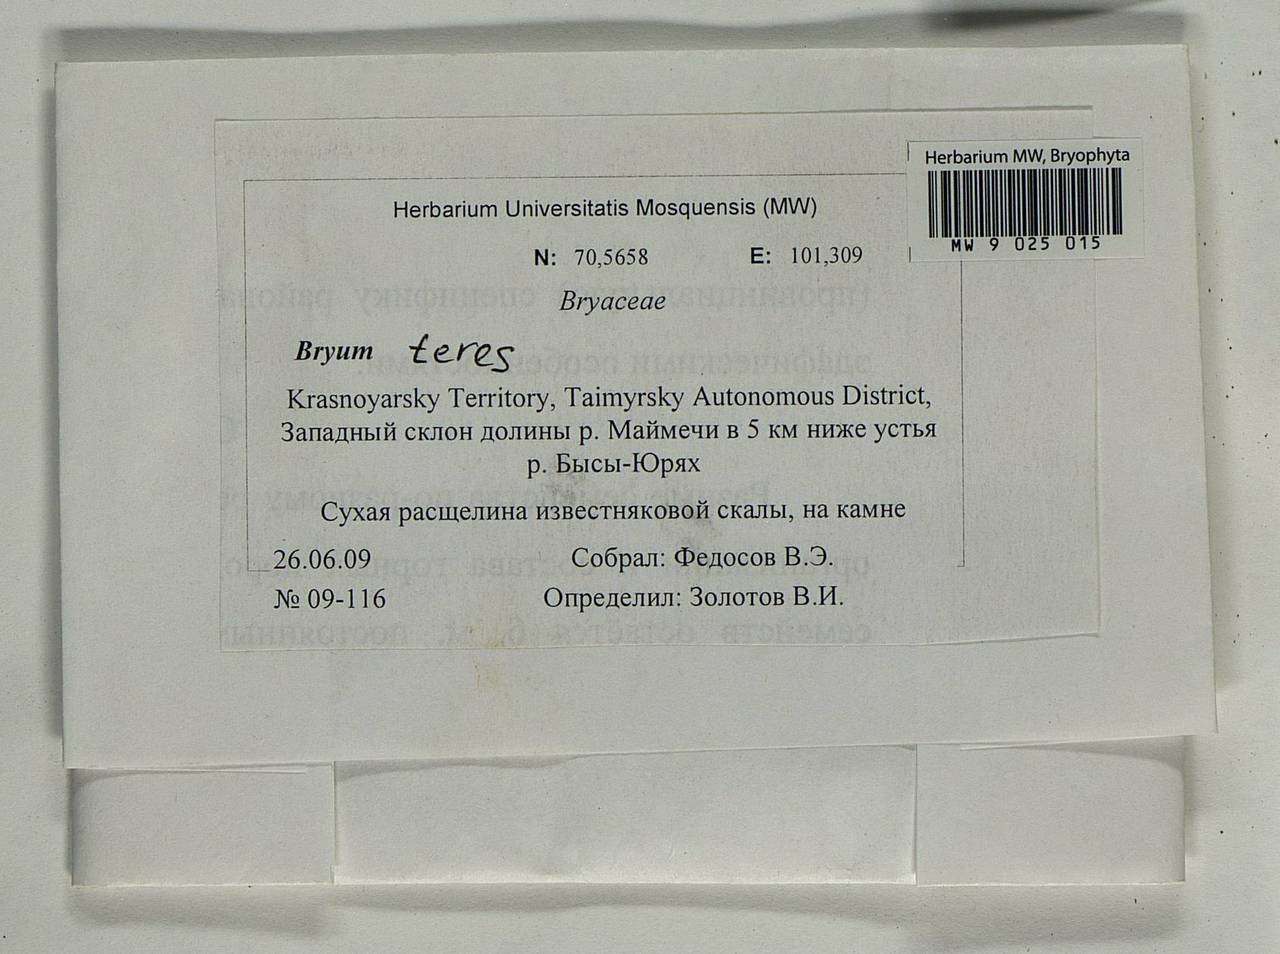 Herbarium MW, Bryophyta
MW 9 025 015
Herbarium Universitatis Mosquensis (MW)
N: 70,5658 E: 101,309
Bryaceae
Bryum teres
Krasnoyarsky Territory, Taimyrsky Autonomous District,
Западный склон долины р. Маймечи в 5 км ниже устья
р. Бысы-Юрях
Сухая расщелина известняковой скалы, на камне
26.06.09 Собрал: Федосов В.Э.
№ 09-116 Определил: Золотов В.И.